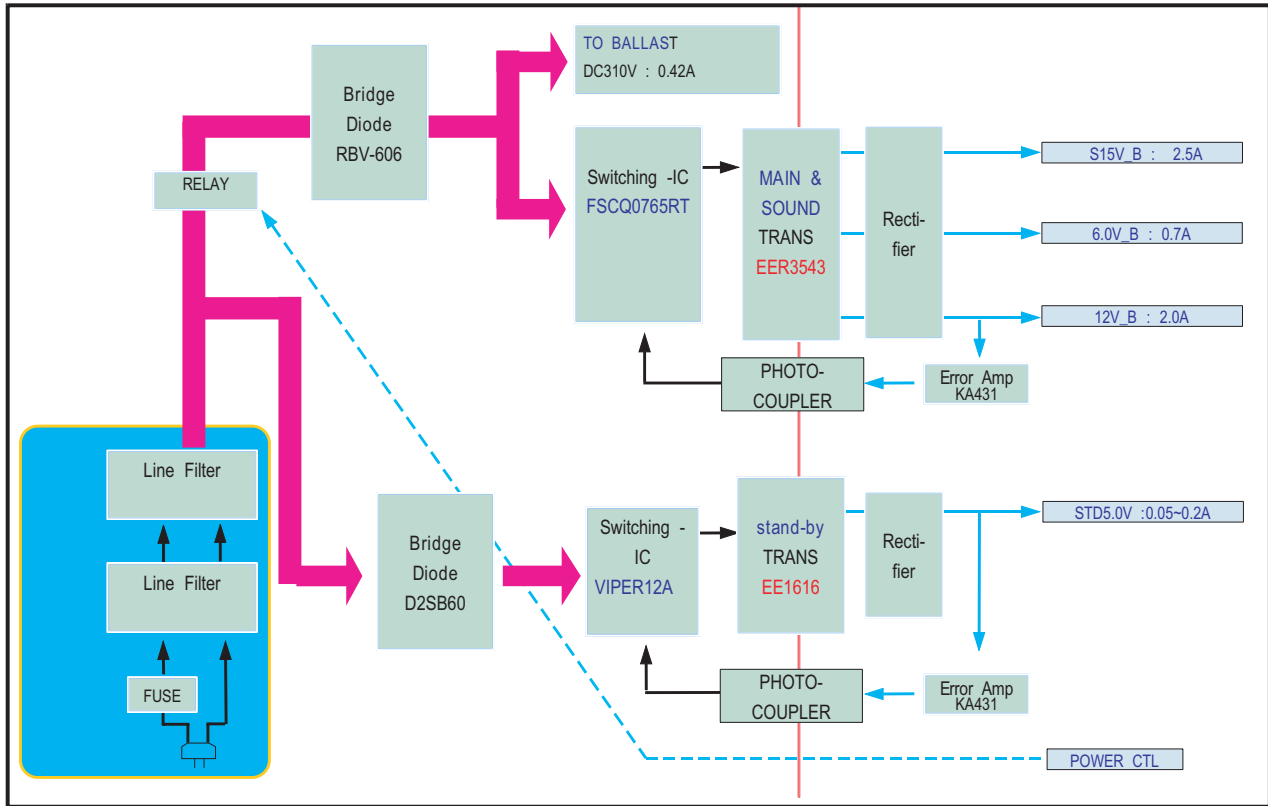 TO BALLAST
DC310V : 0.42A
Bridge
Diode
RBV-606
RELAY
Switching -IC
FSCQ0765RT
MAIN &
SOUND
TRANS
EER3543
Recti-
fier
S15V_B : 2.5A
6.0V_B : 0.7A
12V_B : 2.0A
PHOTO-
COUPLER
Error Amp
KA431
Line Filter
Line Filter
FUSE
Bridge
Diode
D2SB60
Switching -
IC
VIPER12A
stand-by
TRANS
EE1616
Recti-
fier
STD5.0V :0.05~0.2A
PHOTO-
COUPLER
Error Amp
KA431
POWER CTL